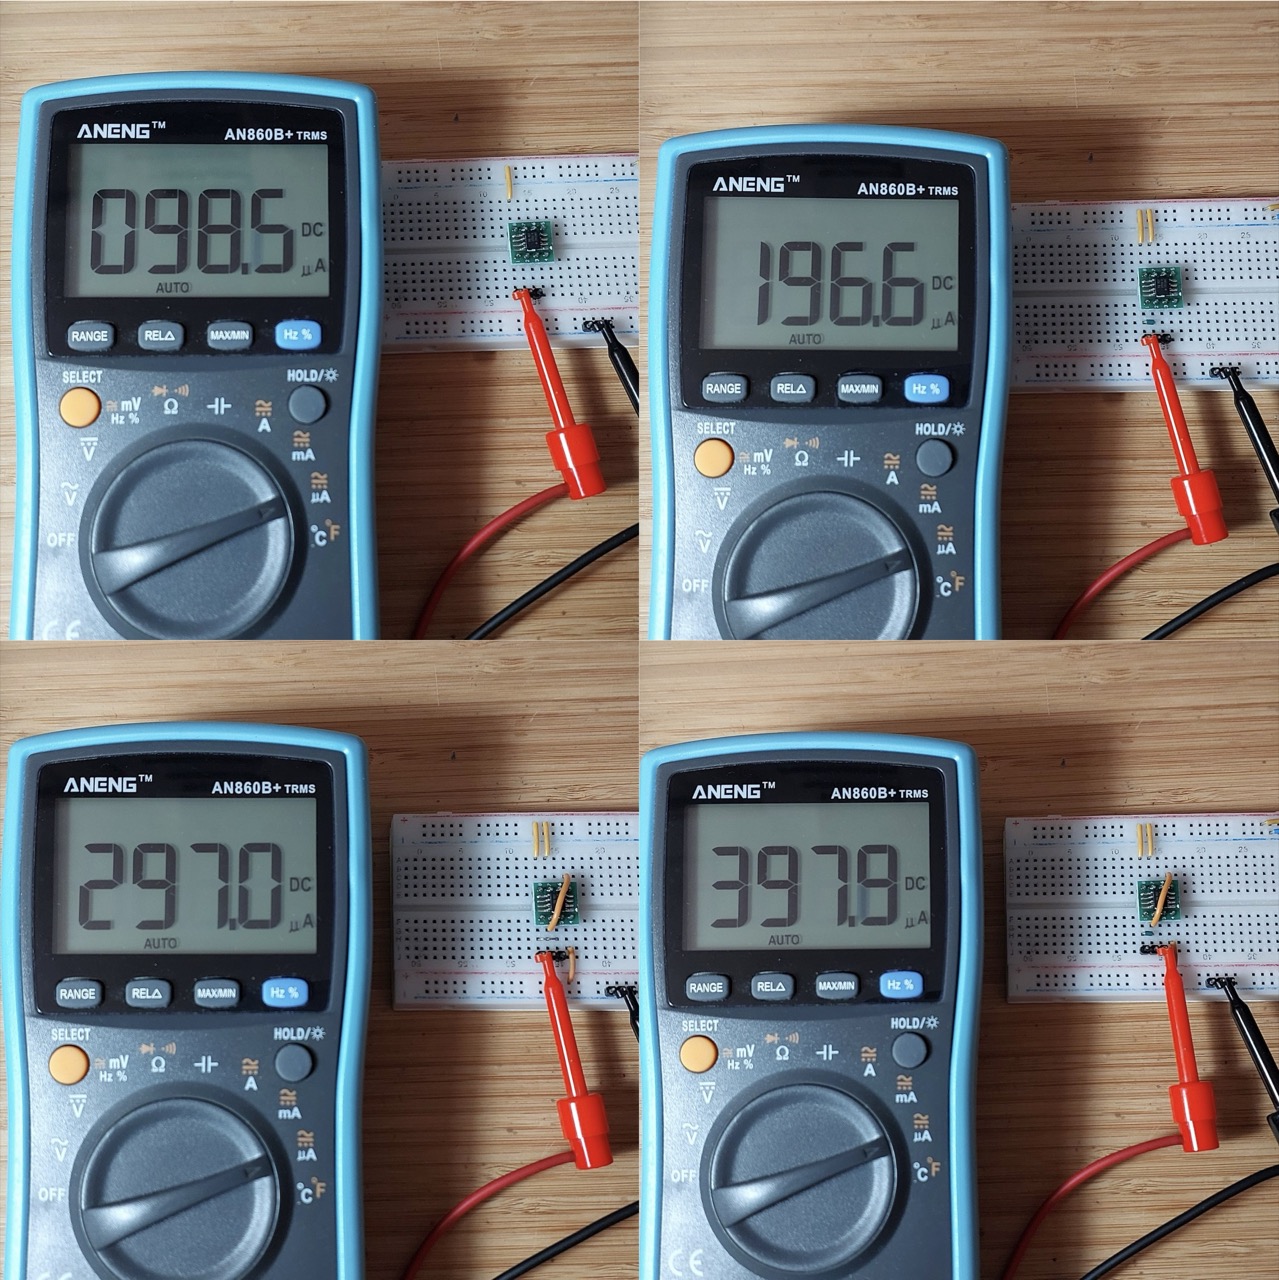 ANENG™
AN860B+ TRMS
098.5 DC
μA
AUTO
RANGE REL△ MAX/MIN Hz %
SELECT HOLD/☼
mV
Hz % Ω A
V mA
V μA
OFF °C°F
CE
ANENG™
AN860B+ TRMS
196.6 DC
μA
AUTO
RANGE REL△ MAX/MIN Hz %
SELECT HOLD/☼
mV
Hz % Ω A
V mA
V μA
OFF °C°F
ANENG™
AN860B+ TRMS
297.0 DC
μA
AUTO
RANGE REL△ MAX/MIN Hz %
SELECT HOLD/☼
mV
Hz % Ω A
V mA
V μA
OFF °C°F
CE
ANENG™
AN860B+ TRMS
397.9 DC
μA
AUTO
RANGE REL△ MAX/MIN Hz %
SELECT HOLD/☼
mV
Hz % Ω A
V mA
V μA
OFF °C°F
CE